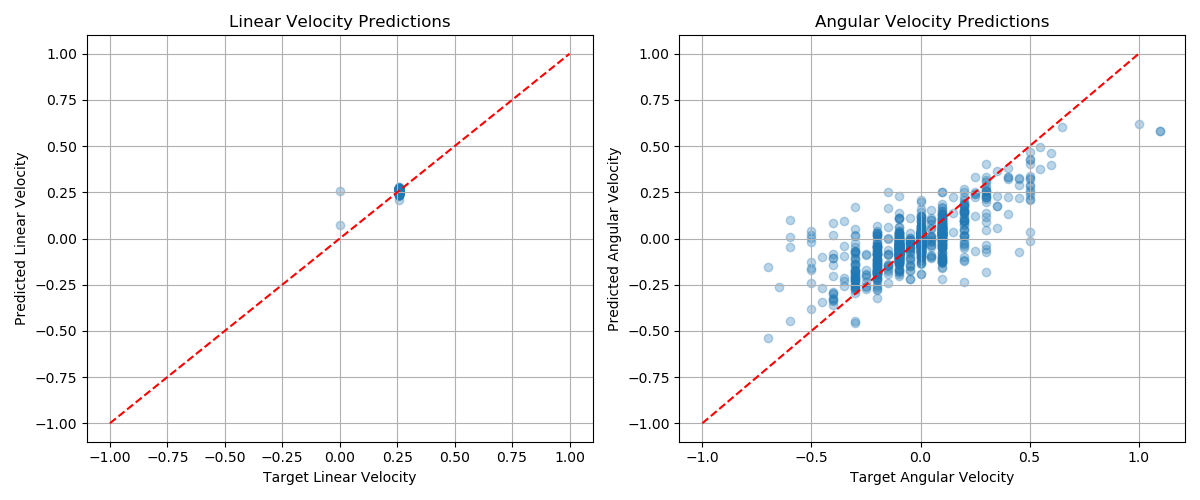 Linear Velocity Predictions
1.00
0.75
0.50
0.25
0.00
−0.25
−0.50
−0.75
−1.00
Predicted Linear Velocity
−1.00 −0.75 −0.50 −0.25 0.00 0.25 0.50 0.75 1.00
Target Linear Velocity
Angular Velocity Predictions
1.00
0.75
0.50
0.25
0.00
−0.25
−0.50
−0.75
−1.00
Predicted Angular Velocity
−1.0 −0.5 0.0 0.5 1.0
Target Angular Velocity